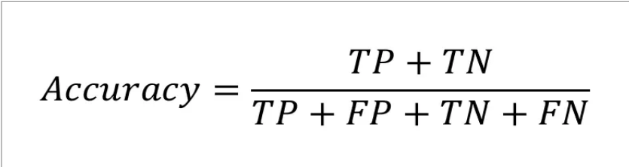 Accuracy = (TP + TN) / (TP + FP + TN + FN)